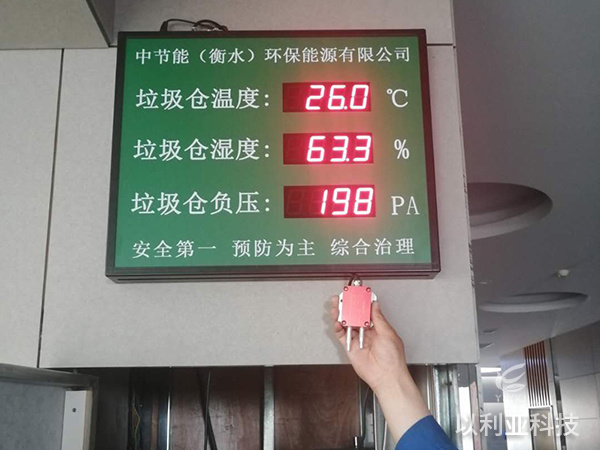 中节能（衡水）环保能源有限公司
垃圾仓温度: 26.0 ℃
垃圾仓湿度: 63.3 %
垃圾仓负压: 198 PA
安全第一 预防为主 综合治理
以利亚科技